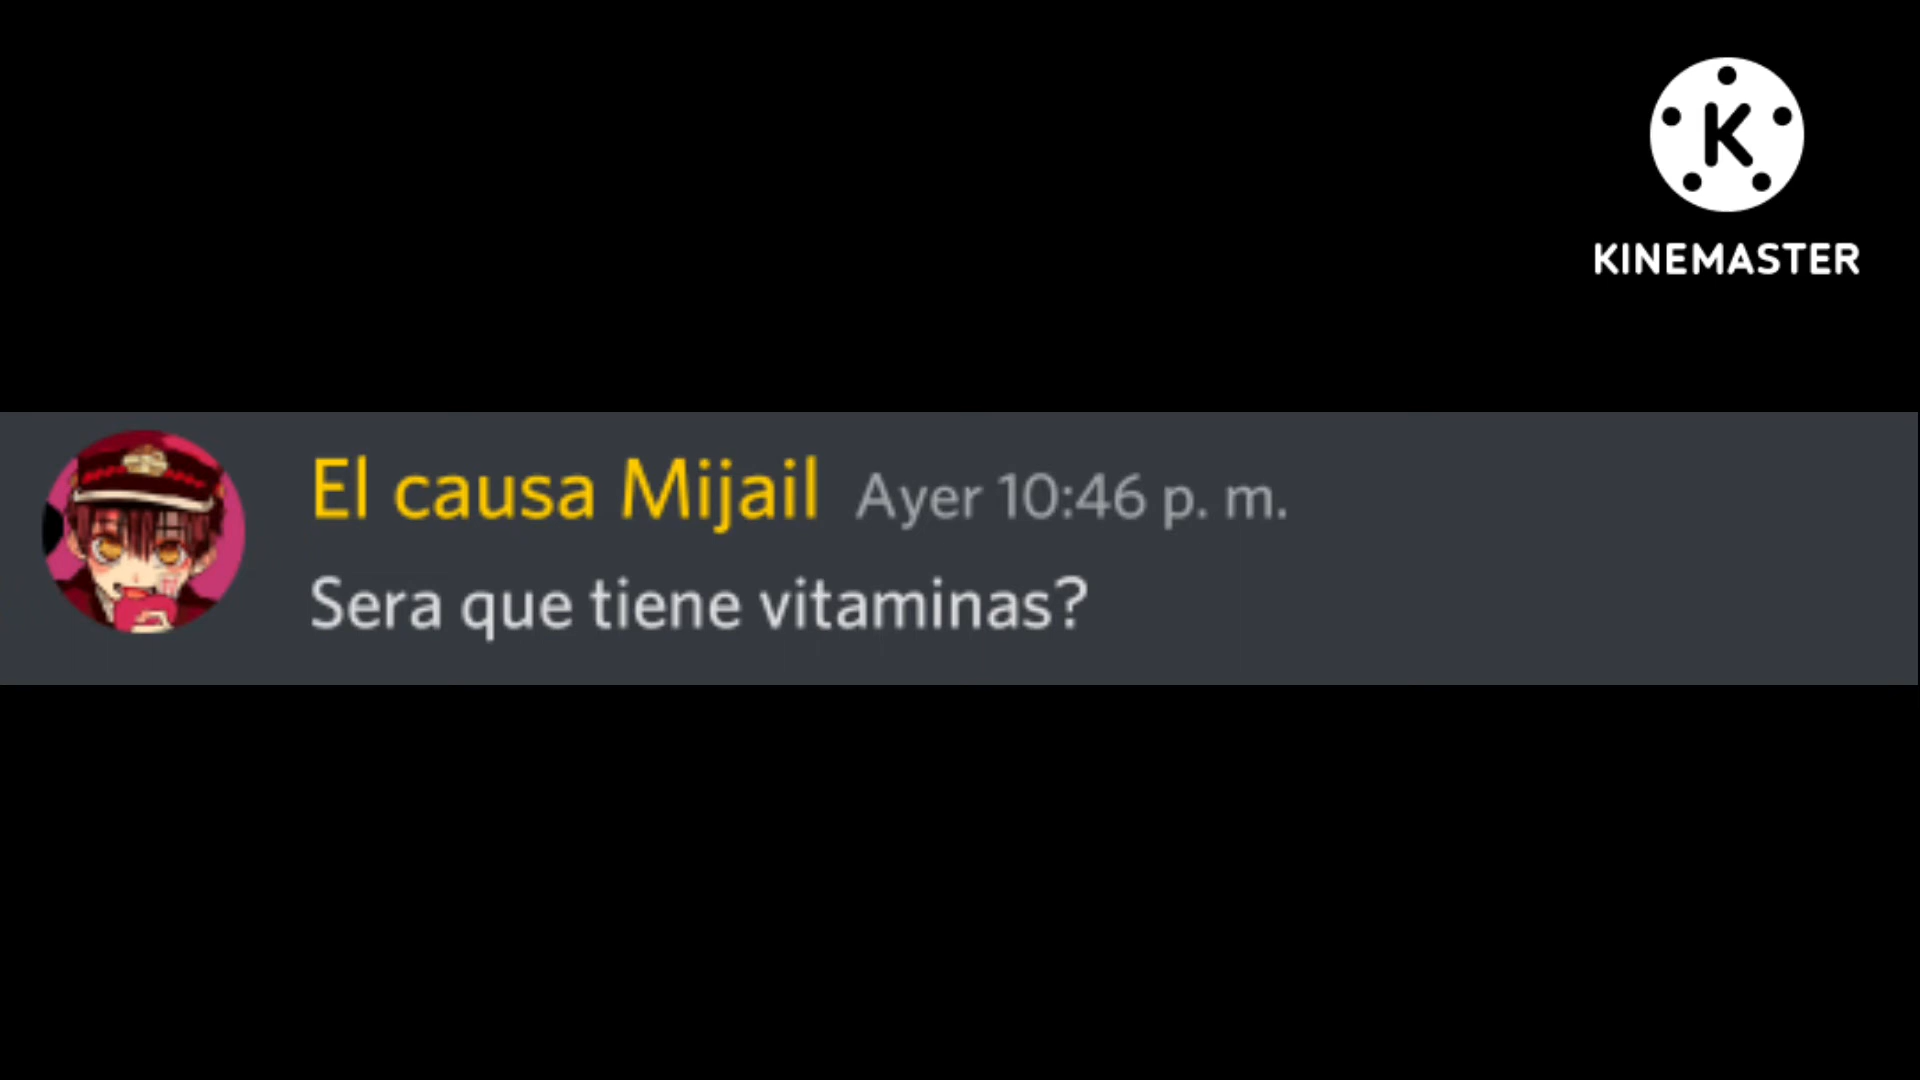 K
KINEMASTER
El causa Mijail Ayer 10:46 p. m.
Sera que tiene vitaminas?